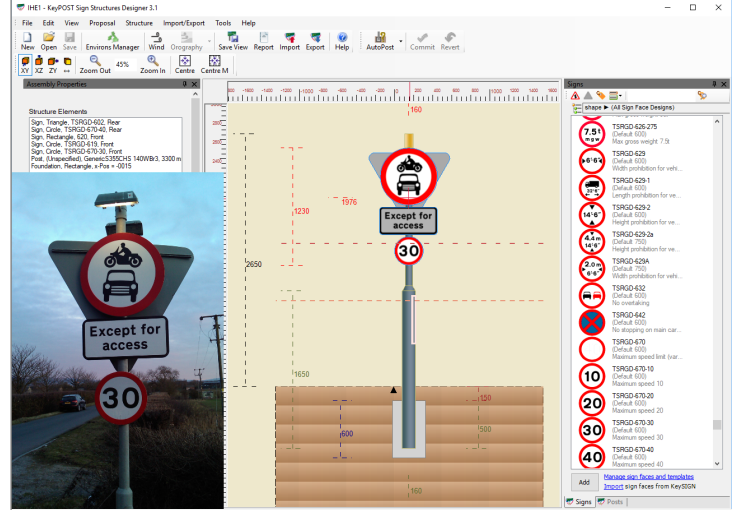 IHE1 - KeyPOST Sign Structures Designer 3.1
File Edit View Proposal Structure Import/Export Tools Help
New Open Save Environs Manager Wind Orography Save View Report Import Export Help AutoPost Commit Revert
XY XZ ZY Zoom Out 45% Zoom In Centre Centre M
Assembly Properties
Structure Elements
Sign, Triangle, TSRGD-602, Rear
Sign, Circle, TSRGD-670-40, Rear
Sign, Rectangle, 620, Front
Sign, Circle, TSRGD-619, Front
Sign, Circle, TSRGD-670-30, Front
Post, (Unspecified), GenericS355CHS 140WBr3, 3300 m
Foundation, Rectangle, x-Pos = -0015
Except for
access
30
160
1230
1976
2650
Except for
access
30
1650
150
600
500
160
Signs
shape ► (All Sign Face Designs)
7.5t
mgw
TSRGD-626-275
(Default 600)
Max gross weight 7.5t
6'6"
TSRGD-629
(Default 600)
Width prohibition for vehi...
TSRGD-629-1
(Default 600)
Length prohibition for ve...
14'6"
TSRGD-629-2
(Default 600)
Height prohibition for ve...
4.4m
14'6"
TSRGD-629-2a
(Default 750)
Height prohibition for ve...
2.0m
6'6"
TSRGD-629A
(Default 750)
Width prohibition for vehi...
TSRGD-632
(Default 600)
No overtaking
TSRGD-642
(Default 600)
No stopping on main car...
TSRGD-670
(Default 600)
Maximum speed limit (var...
10
TSRGD-670-10
(Default 600)
Maximum speed 10
20
TSRGD-670-20
(Default 600)
Maximum speed 20
30
TSRGD-670-30
(Default 600)
Maximum speed 30
40
TSRGD-670-40
(Default 600)
Maximum speed 40
Add
Manage sign faces and templates
Import sign faces from KeySIGN
Signs Posts